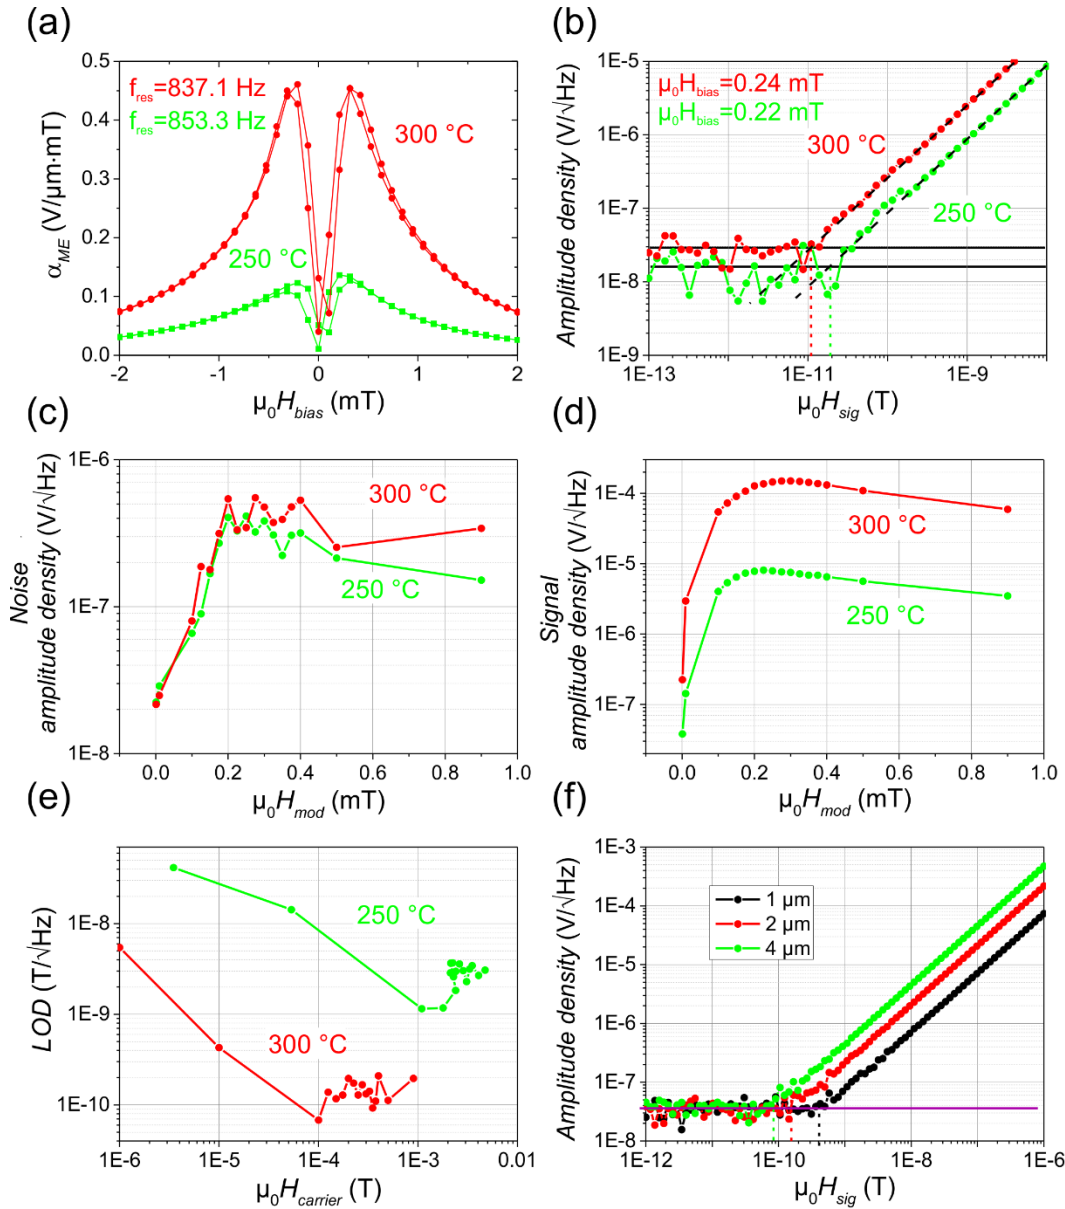 (a)
0.5
0.4
0.3
0.2
0.1
0.0
α_ME (V/μm·mT)
f_res=837.1 Hz
f_res=853.3 Hz
300 °C
250 °C
-2 -1 0 1 2
μ₀H_bias (mT)
(b)
1E-5
1E-6
1E-7
1E-8
1E-9
Amplitude density (V/√Hz)
μ₀H_bias=0.24 mT
μ₀H_bias=0.22 mT
300 °C
250 °C
1E-13 1E-11 1E-9
μ₀H_sig (T)
(c)
1E-6
1E-7
1E-8
Noise
amplitude density (V/√Hz)
300 °C
250 °C
0.0 0.2 0.4 0.6 0.8 1.0
μ₀H_mod (mT)
(d)
1E-4
1E-5
1E-6
1E-7
Signal
amplitude density (V/√Hz)
300 °C
250 °C
0.0 0.2 0.4 0.6 0.8 1.0
μ₀H_mod (mT)
(e)
1E-8
1E-9
1E-10
LOD (T/√Hz)
250 °C
300 °C
1E-6 1E-5 1E-4 1E-3 0.01
μ₀H_carrier (T)
(f)
1E-3
1E-4
1E-5
1E-6
1E-7
1E-8
Amplitude density (V/√Hz)
1 μm
2 μm
4 μm
1E-12 1E-10 1E-8 1E-6
μ₀H_sig (T)